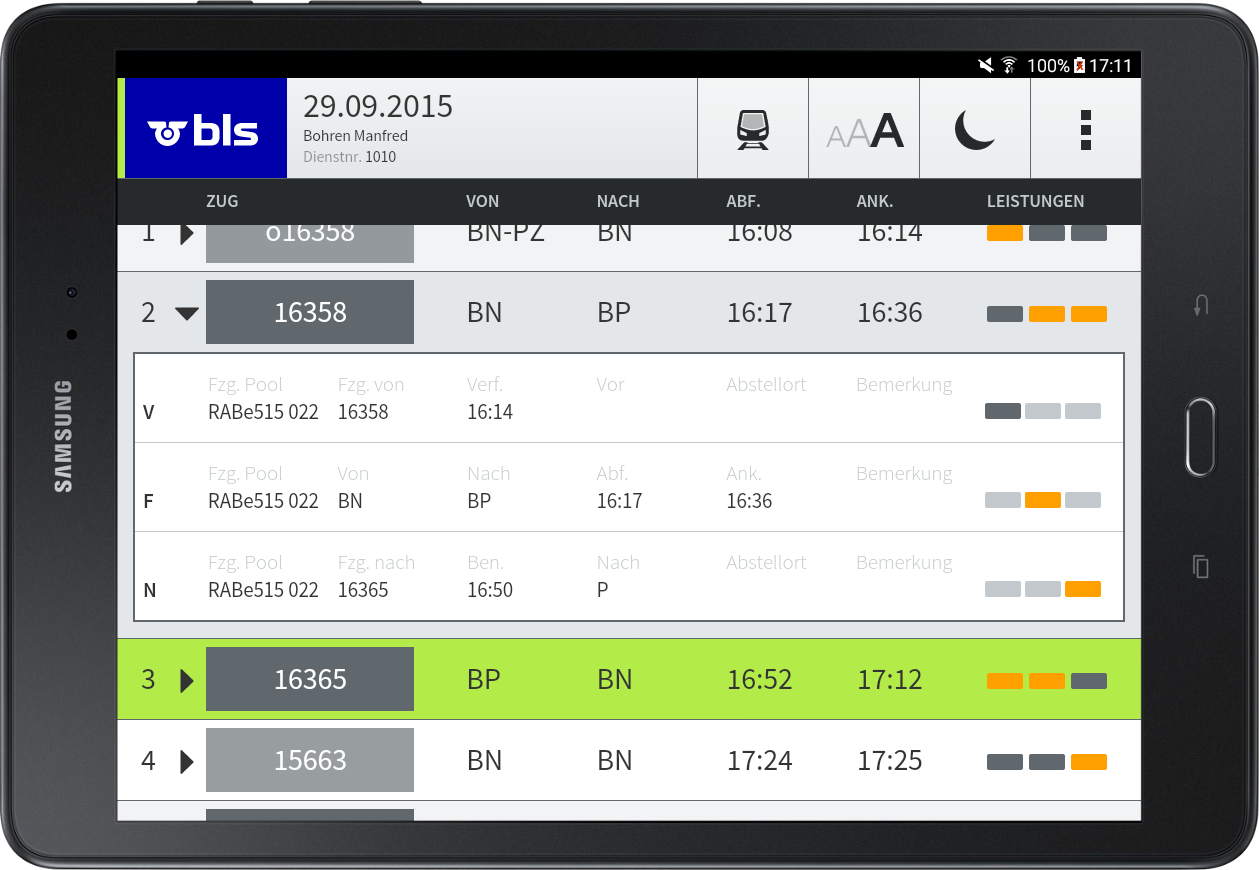 100% 17:11
bls
29.09.2015
Bohren Manfred
Dienstnr. 1010
AAA
ZUG VON NACH ABF. ANK. LEISTUNGEN
1 o16358 BN-PZ BN 16:08 16:14
2 16358 BN BP 16:17 16:36
Fzg. Pool Fzg. von Verf. Vor Abstellort Bemerkung
V RABe515 022 16358 16:14
Fzg. Pool Von Nach Abf. Ank. Bemerkung
F RABe515 022 BN BP 16:17 16:36
Fzg. Pool Fzg. nach Ben. Nach Abstellort Bemerkung
N RABe515 022 16365 16:50 P
3 16365 BP BN 16:52 17:12
4 15663 BN BN 17:24 17:25
SAMSUNG